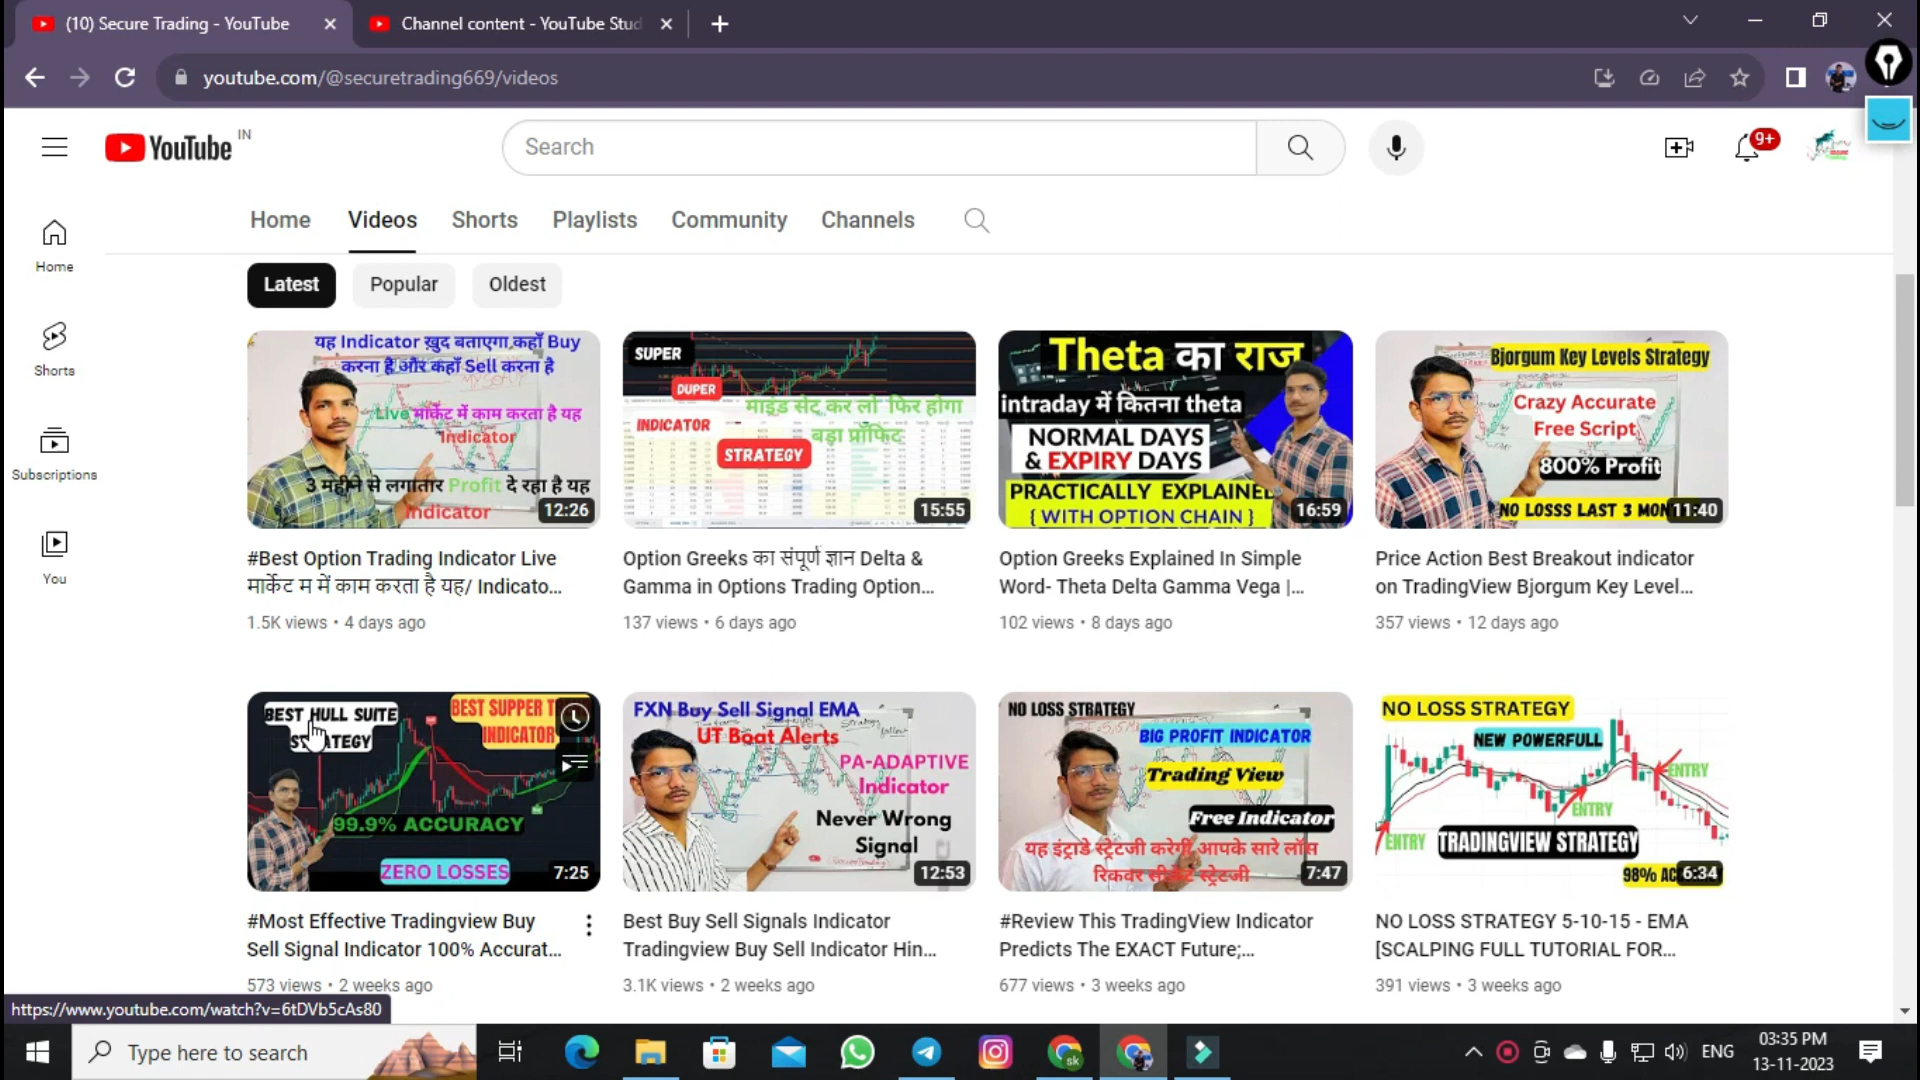 (10) Secure Trading - YouTube
Channel content - YouTube Stud
youtube.com/@securetrading669/videos
YouTube IN
Search
9+
Home Videos Shorts Playlists Community Channels
Latest Popular Oldest
Home
Shorts
Subscriptions
You
यह Indicator ख़ुद बताएगा कहाँ Buy
करना है और कहाँ Sell करना है
Live मार्केट में काम करता है यह
Indicator
3 महीने से लगातार Profit दे रहा है यह
Indicator
12:26
SUPER
DUPER
INDICATOR
STRATEGY
माइंड सेट कर लो फिर होगा
बड़ा प्रॉफिट
15:55
Theta का राज
intraday में कितना theta
NORMAL DAYS
& EXPIRY DAYS
PRACTICALLY EXPLAINED
{ WITH OPTION CHAIN }
16:59
Bjorgum Key Levels Strategy
Crazy Accurate
Free Script
800% Profit
NO LOSSS LAST 3 MON
11:40
#Best Option Trading Indicator Live
मार्केट म में काम करता है यह/ Indicato...
1.5K views • 4 days ago
Option Greeks का संपूर्ण ज्ञान Delta &
Gamma in Options Trading Option...
137 views • 6 days ago
Option Greeks Explained In Simple
Word- Theta Delta Gamma Vega |...
102 views • 8 days ago
Price Action Best Breakout indicator
on TradingView Bjorgum Key Level...
357 views • 12 days ago
BEST HULL SUITE
STRATEGY
BEST SUPPER T
INDICATOR
99.9% ACCURACY
ZERO LOSSES
7:25
FXN Buy Sell Signal EMA
UT Boat Alerts
PA-ADAPTIVE
Indicator
Never Wrong
Signal
12:53
NO LOSS STRATEGY
BIG PROFIT INDICATOR
Trading View
Free Indicator
यह इंट्राडे स्ट्रेटजी करेगी आपके सारे लॉस
रिकवर सीक्रेट स्ट्रेटजी
7:47
NO LOSS STRATEGY
NEW POWERFULL
ENTRY
ENTRY
ENTRY
TRADINGVIEW STRATEGY
98% AC
6:34
#Most Effective Tradingview Buy
Sell Signal Indicator 100% Accurat...
573 views • 2 weeks ago
Best Buy Sell Signals Indicator
Tradingview Buy Sell Indicator Hin...
3.1K views • 2 weeks ago
#Review This TradingView Indicator
Predicts The EXACT Future;...
677 views • 3 weeks ago
NO LOSS STRATEGY 5-10-15 - EMA
[SCALPING FULL TUTORIAL FOR...
391 views • 3 weeks ago
https://www.youtube.com/watch?v=6tDVb5cAs80
Type here to search
sk
ENG
03:35 PM
13-11-2023